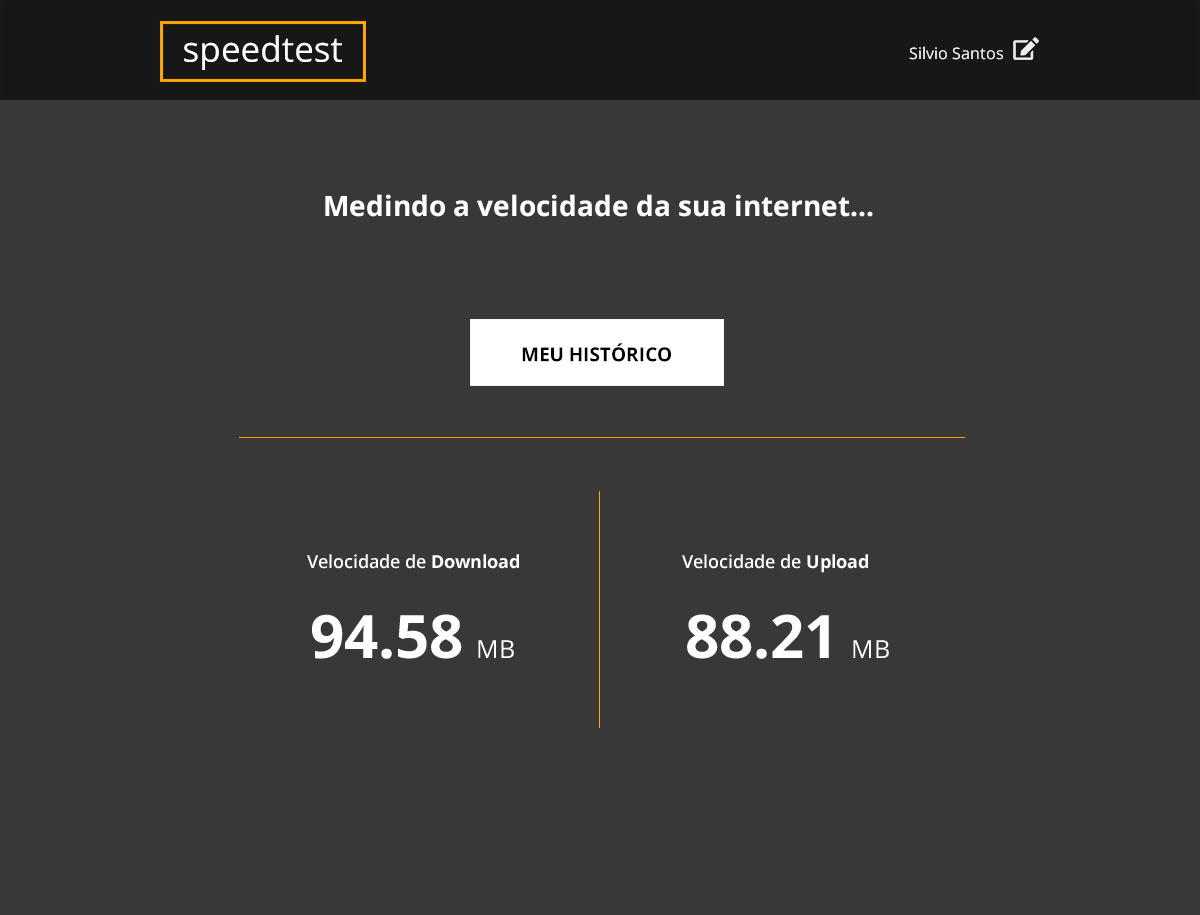 speedtest
Silvio Santos
Medindo a velocidade da sua internet...
MEU HISTÓRICO
Velocidade de Download
94.58 MB
Velocidade de Upload
88.21 MB